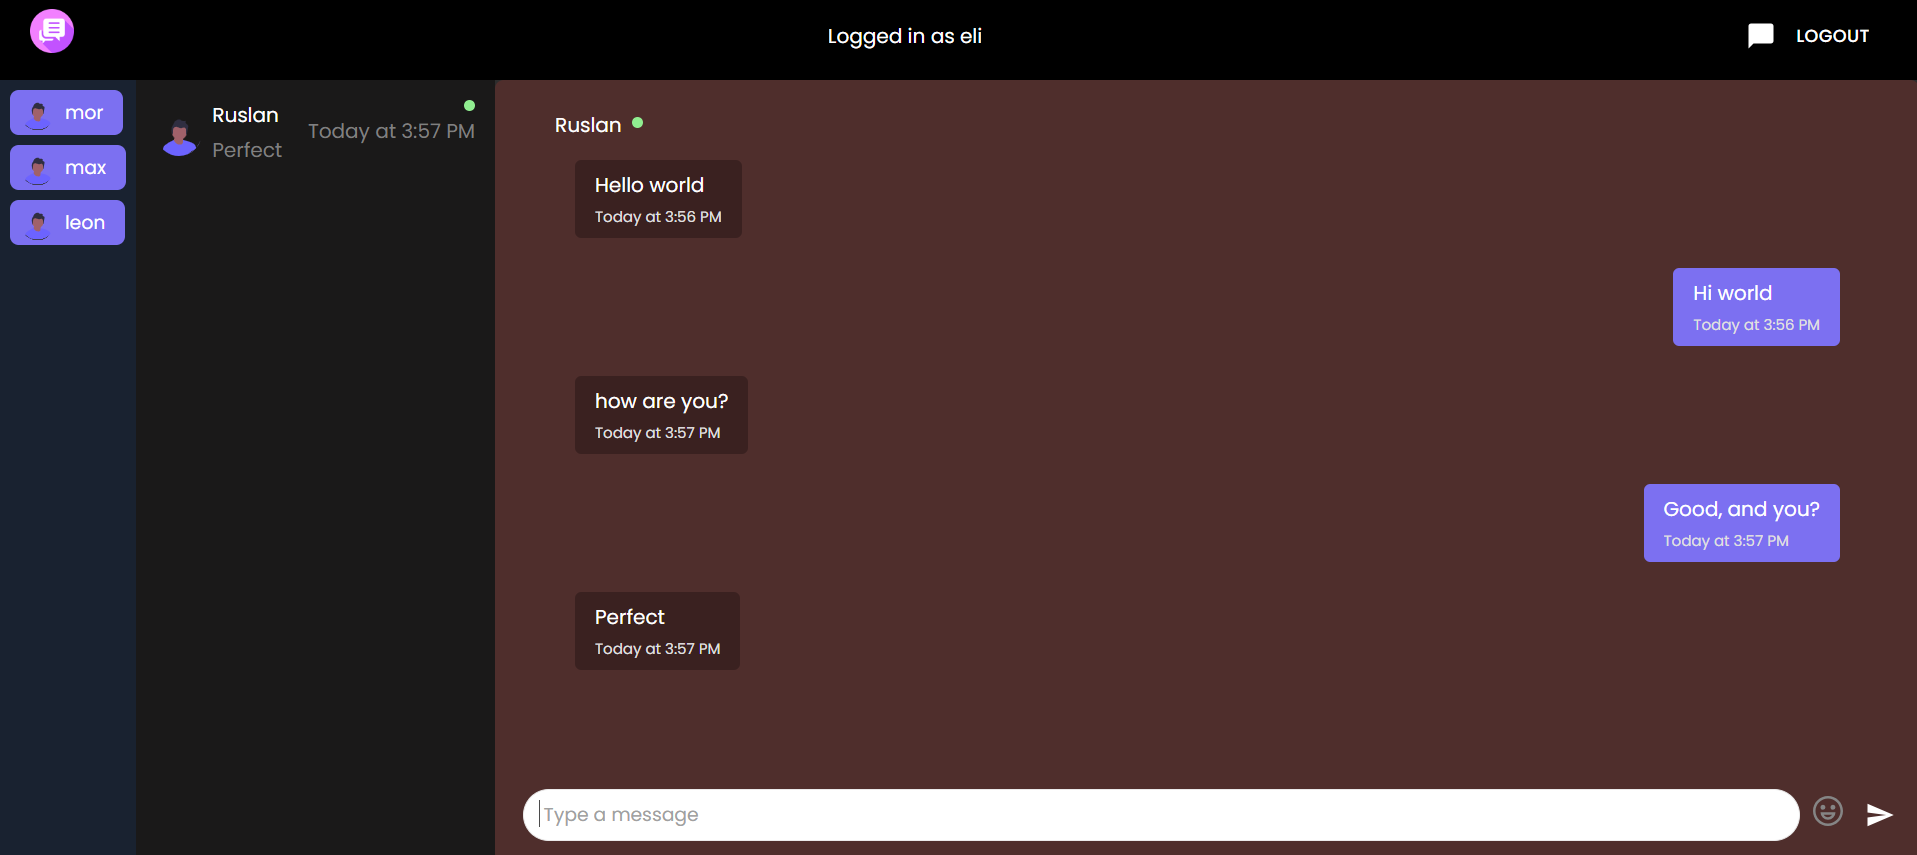 Logged in as eli
LOGOUT
mor
max
leon
Ruslan
Perfect
Today at 3:57 PM
Ruslan
Hello world
Today at 3:56 PM
Hi world
Today at 3:56 PM
how are you?
Today at 3:57 PM
Good, and you?
Today at 3:57 PM
Perfect
Today at 3:57 PM
Type a message